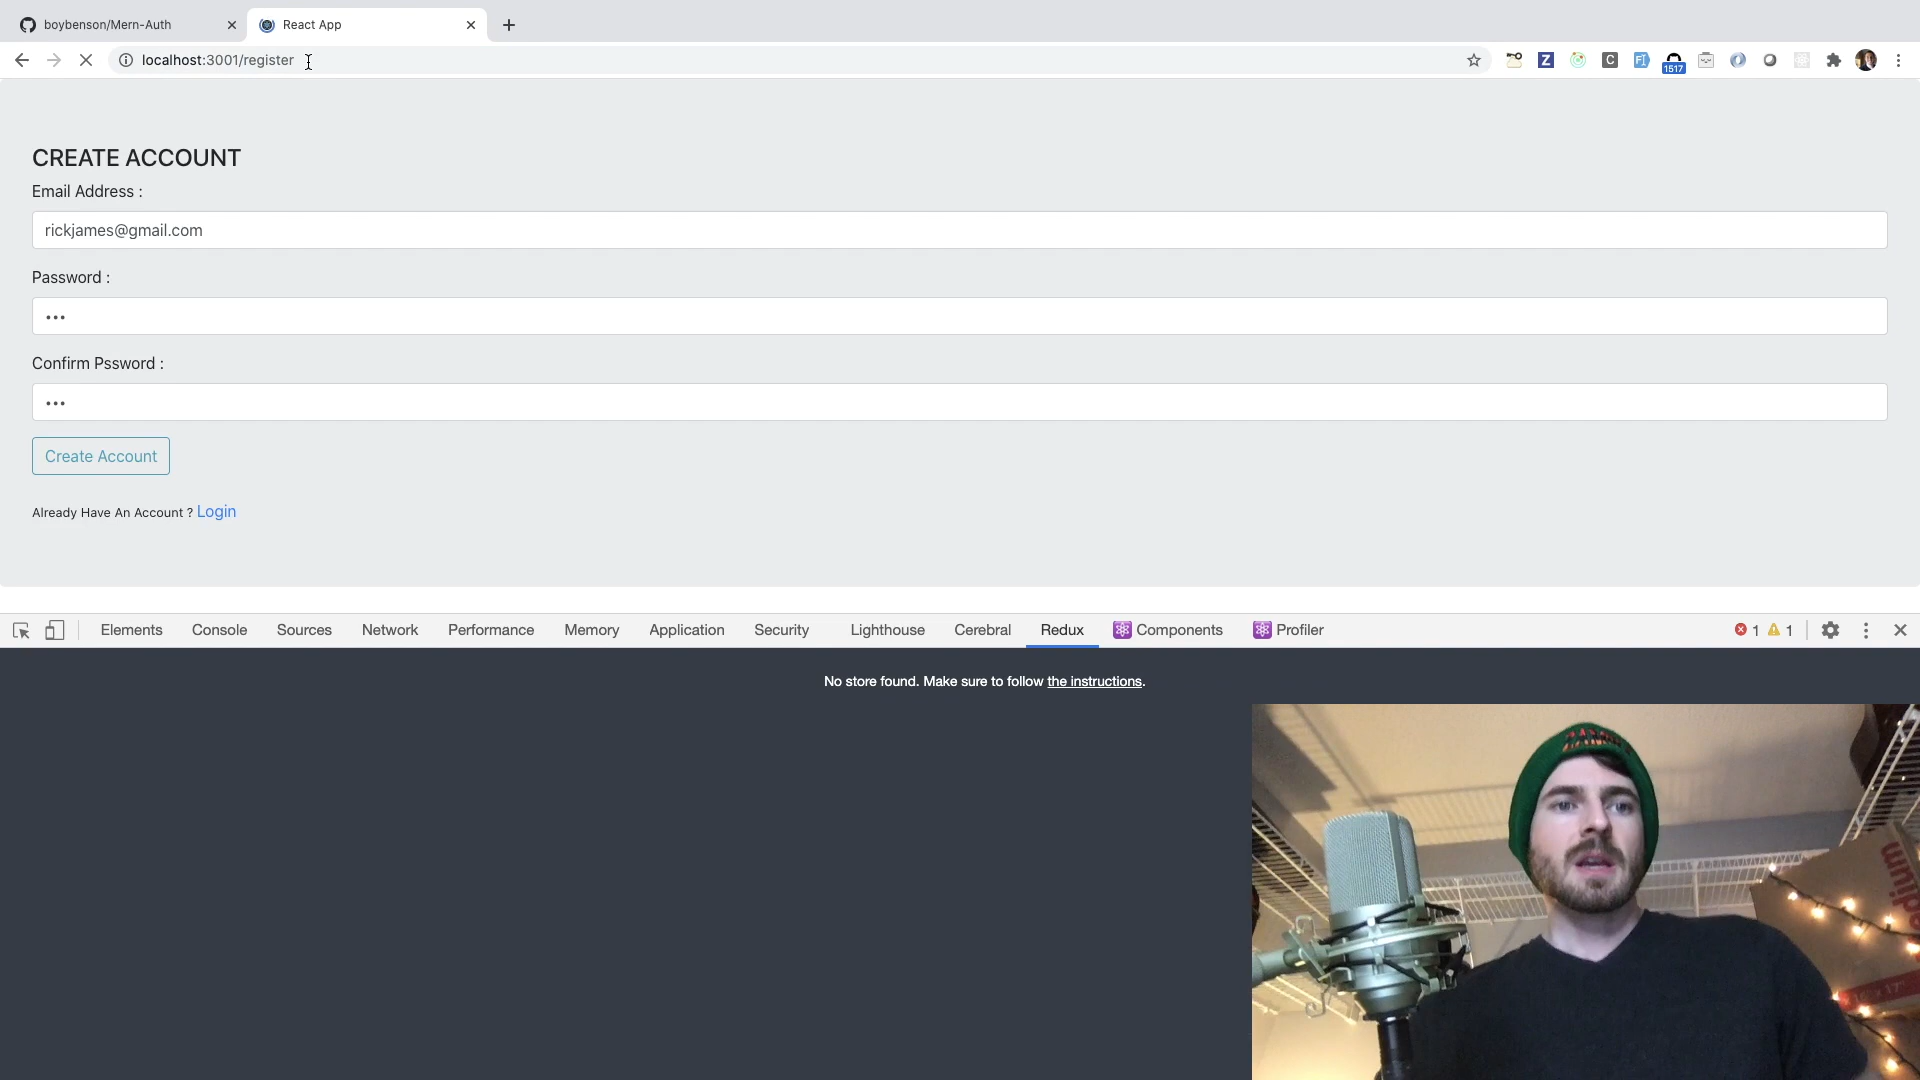 boybenson/Mern-Auth
React App
localhost:3001/register
Z
C
1517
CREATE ACCOUNT
Email Address :
rickjames@gmail.com
Password :
•••
Confirm Pssword :
•••
Create Account
Already Have An Account ? Login
Elements Console Sources Network Performance Memory Application Security Lighthouse Cerebral Redux Components Profiler 1 1
No store found. Make sure to follow the instructions.